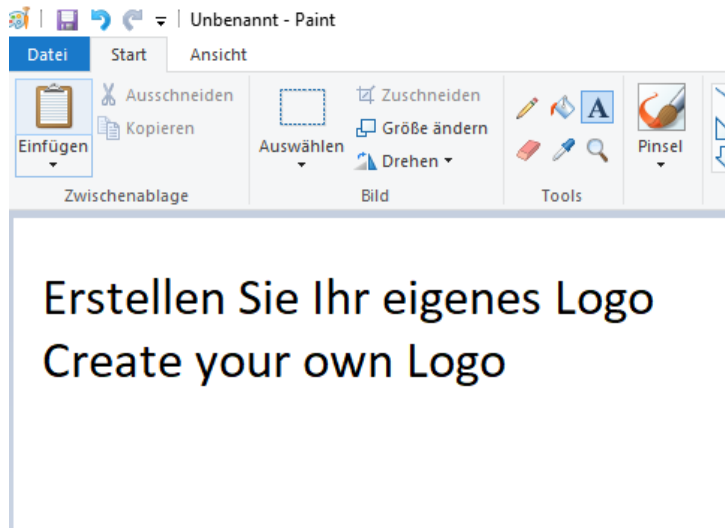 Unbenannt - Paint
Datei Start Ansicht
Einfügen
Ausschneiden
Kopieren
Zwischenablage
Auswählen
Zuschneiden
Größe ändern
Drehen
Bild
A
Tools
Pinsel
Erstellen Sie Ihr eigenes Logo
Create your own Logo